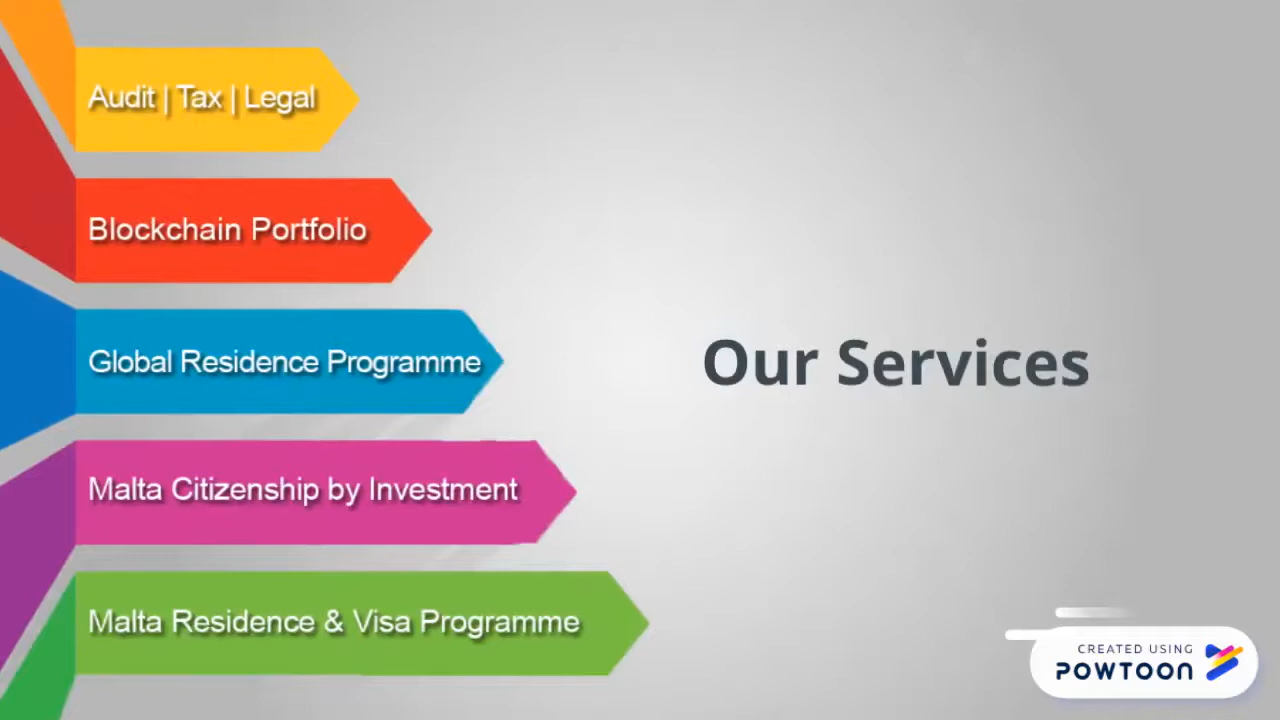 Audit | Tax | Legal
Blockchain Portfolio
Global Residence Programme
Our Services
Malta Citizenship by Investment
Malta Residence & Visa Programme
CREATED USING
POWTOON